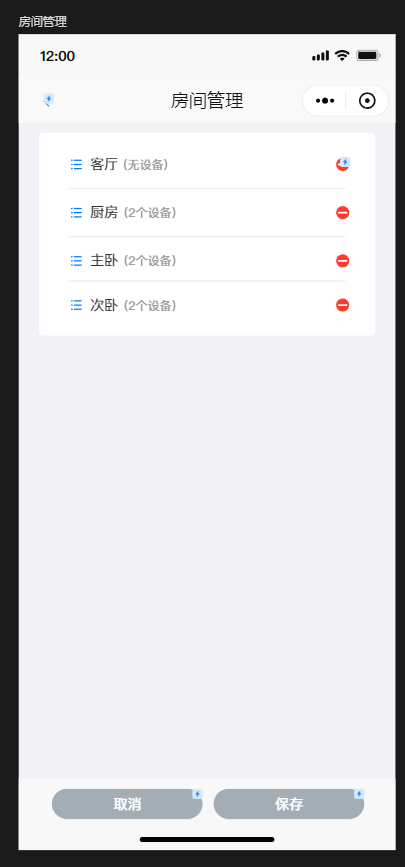 房间管理
12:00
房间管理
客厅 (无设备)
厨房 (2个设备)
主卧 (2个设备)
次卧 (2个设备)
取消 保存